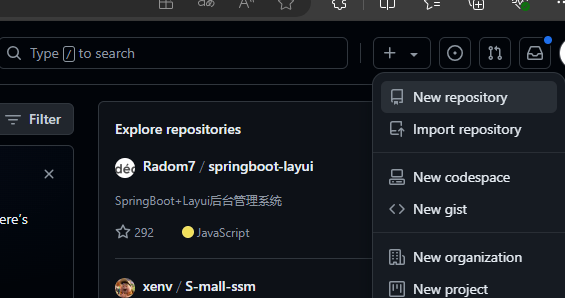 Type / to search
Filter
ere's
Explore repositories
Radom7 / springboot-layui
SpringBoot+Layui后台管理系统
292
JavaScript
xenv / S-mall-ssm
New repository
Import repository
New codespace
New gist
New organization
New project